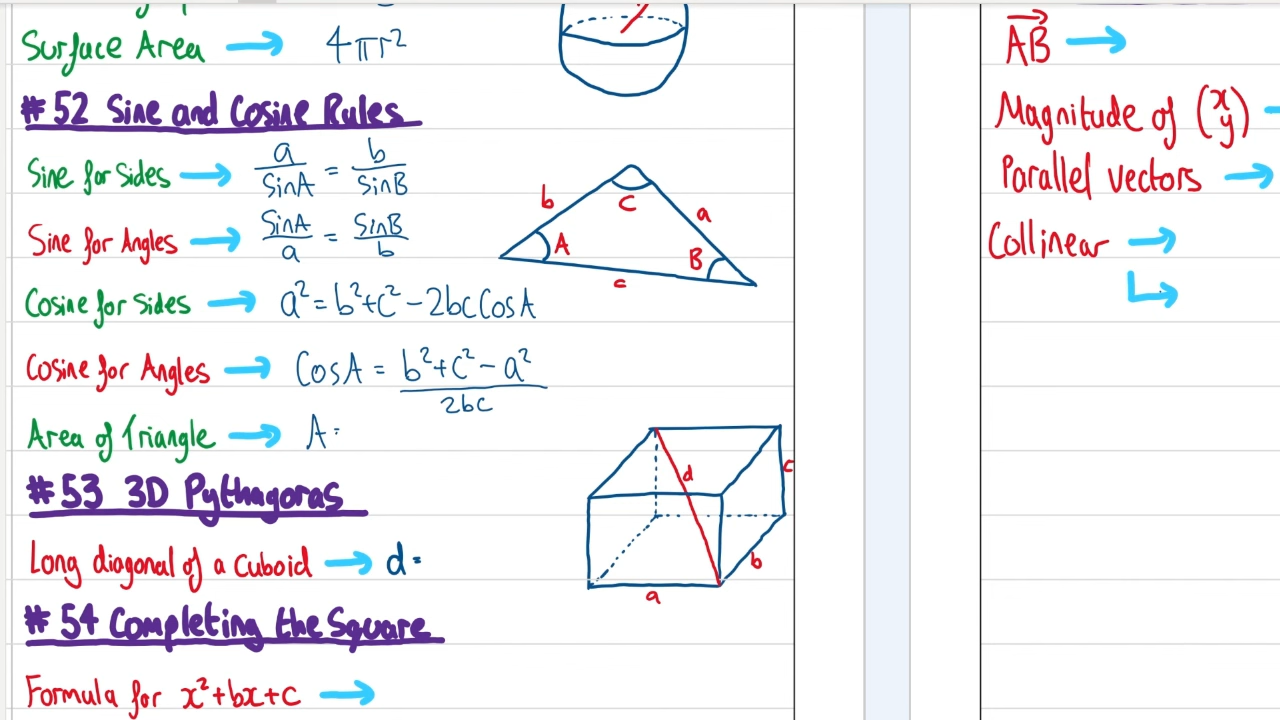 Surface Area → 4πr²
# 52 Sine and Cosine Rules
Sine for Sides → a/SinA = b/SinB
Sine for Angles → SinA/a = SinB/b
Cosine for Sides → a² = b²+c² - 2bcCosA
Cosine for Angles → CosA = b²+c² - a² / 2bc
Area of Triangle → A =
b
C
a
A
B
c
# 53 3D Pythagoras
Long diagonal of a Cuboid → d =
d
c
b
a
# 54 Completing the Square
Formula for x²+bx+c →
AB →
Magnitude of (x y)
Parallel vectors →
Collinear →